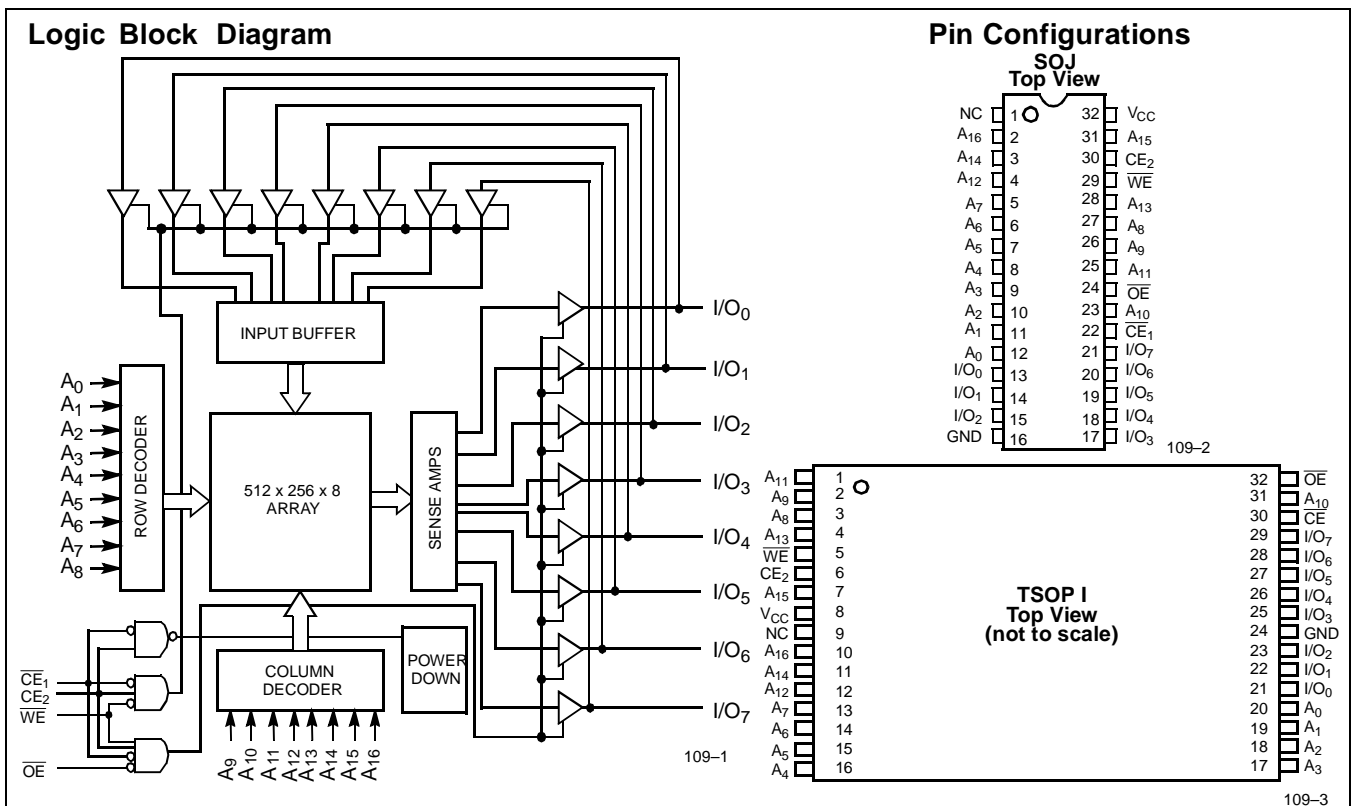 Logic Block Diagram
INPUT BUFFER
A0
A1
A2
A3
A4
A5
A6
A7
A8
ROW DECODER
512 x 256 x 8
ARRAY
SENSE AMPS
I/O0
I/O1
I/O2
I/O3
I/O4
I/O5
I/O6
I/O7
COLUMN
DECODER
POWER
DOWN
CE1
CE2
WE
OE
A9
A10
A11
A12
A13
A14
A15
A16
109–1
Pin Configurations
SOJ
Top View
NC 1 32 VCC
A16 2 31 A15
A14 3 30 CE2
A12 4 29 WE
A7 5 28 A13
A6 6 27 A8
A5 7 26 A9
A4 8 25 A11
A3 9 24 OE
A2 10 23 A10
A1 11 22 CE1
A0 12 21 I/O7
I/O0 13 20 I/O6
I/O1 14 19 I/O5
I/O2 15 18 I/O4
GND 16 17 I/O3
109–2
A11 1 32 OE
A9 2 31 A10
A8 3 30 CE
A13 4 29 I/O7
WE 5 28 I/O6
CE2 6 27 I/O5
A15 7 26 I/O4
VCC 8 25 I/O3
NC 9 24 GND
A16 10 23 I/O2
A14 11 22 I/O1
A12 12 21 I/O0
A7 13 20 A0
A6 14 19 A1
A5 15 18 A2
A4 16 17 A3
TSOP I
Top View
(not to scale)
109–3